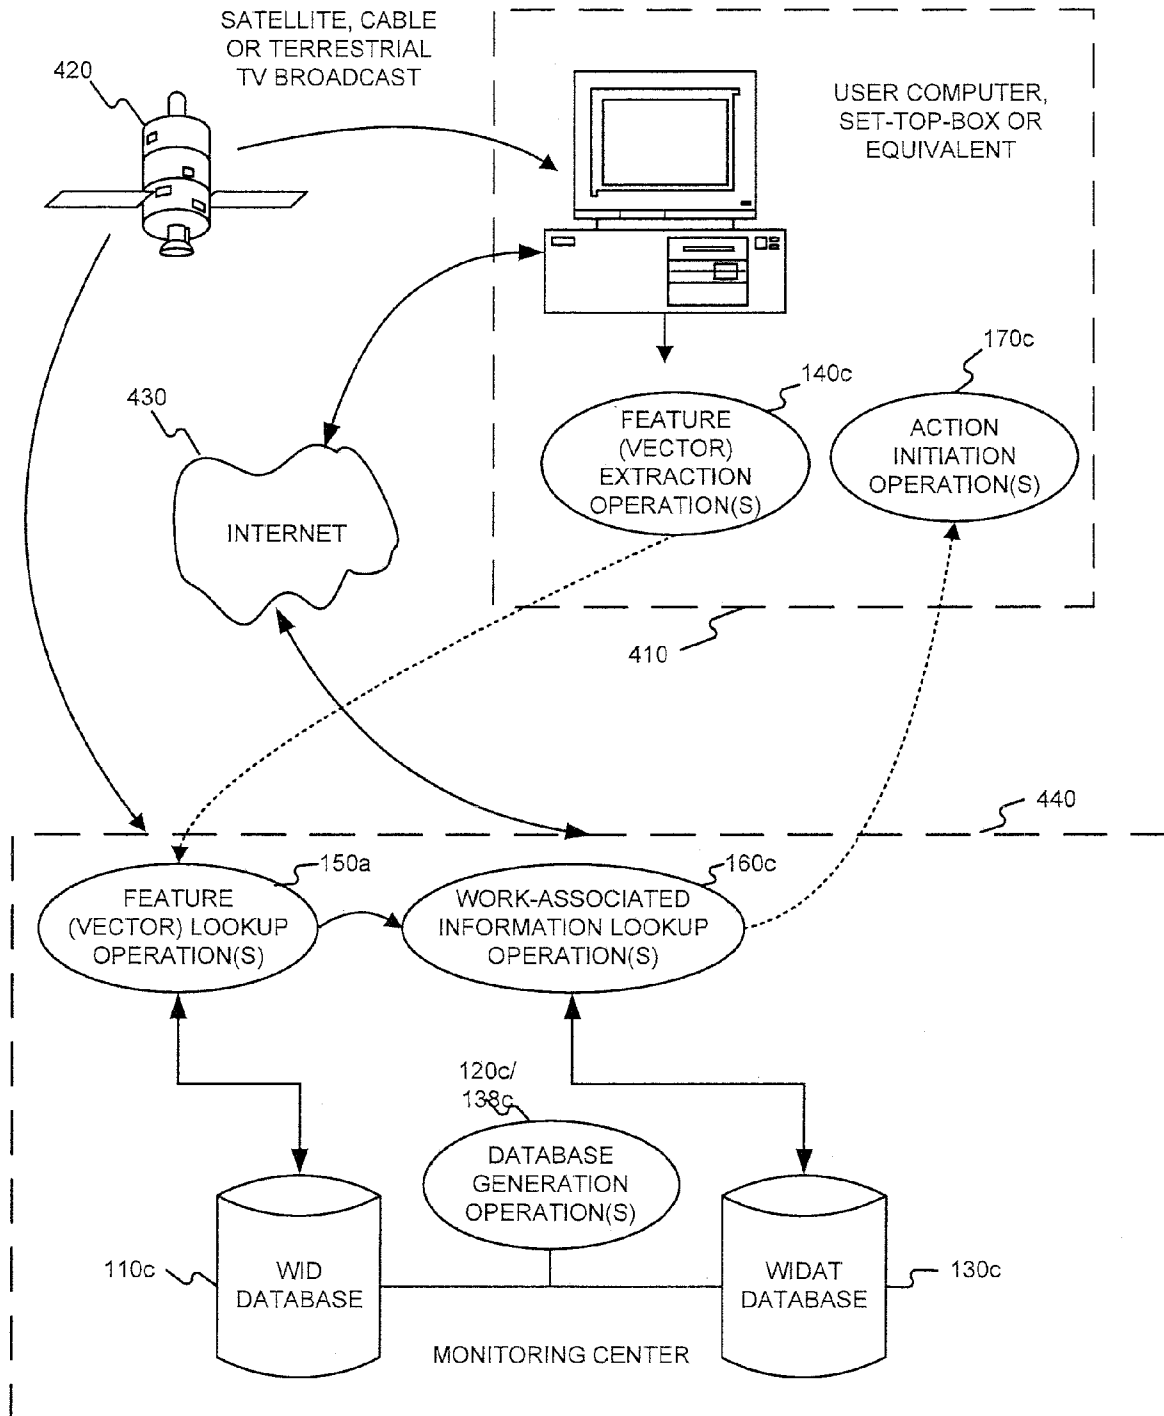 SATELLITE, CABLE
OR TERRESTRIAL
TV BROADCAST
420
USER COMPUTER,
SET-TOP-BOX OR
EQUIVALENT
170c
140c
430
FEATURE
(VECTOR)
EXTRACTION
OPERATION(S)
ACTION
INITIATION
OPERATION(S)
INTERNET
410
440
150a
160c
FEATURE
(VECTOR) LOOKUP
OPERATION(S)
WORK-ASSOCIATED
INFORMATION LOOKUP
OPERATION(S)
120c/
138c
DATABASE
GENERATION
OPERATION(S)
110c
WID
DATABASE
WIDAT
DATABASE
130c
MONITORING CENTER